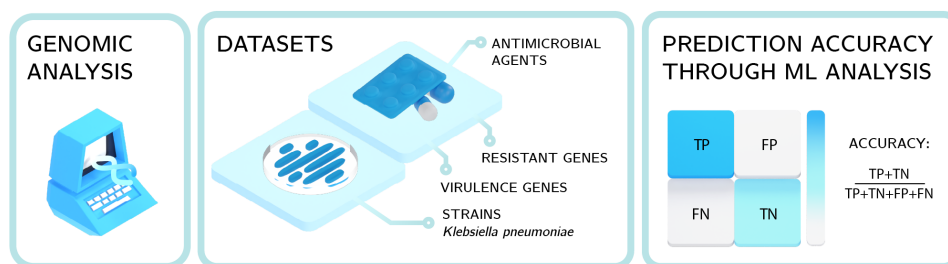 GENOMIC
ANALYSIS
DATASETS
ANTIMICROBIAL
AGENTS
RESISTANT GENES
VIRULENCE GENES
STRAINS
Klebsiella pneumoniae
PREDICTION ACCURACY
THROUGH ML ANALYSIS
TP
FP
FN
TN
ACCURACY:
TP+TN
TP+TN+FP+FN